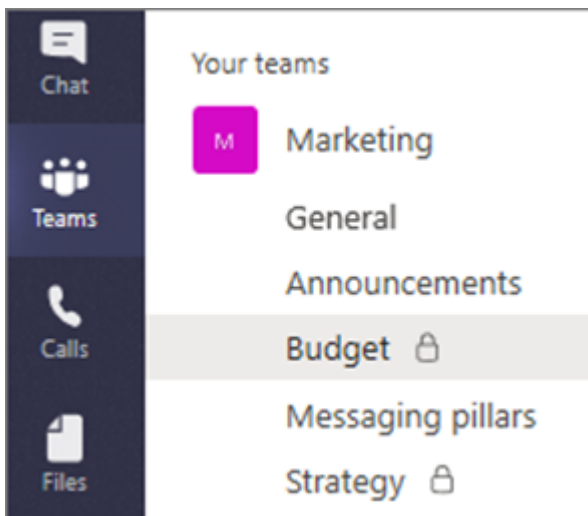 Chat
Teams
Calls
Files
Your teams
M
Marketing
General
Announcements
Budget
Messaging pillars
Strategy